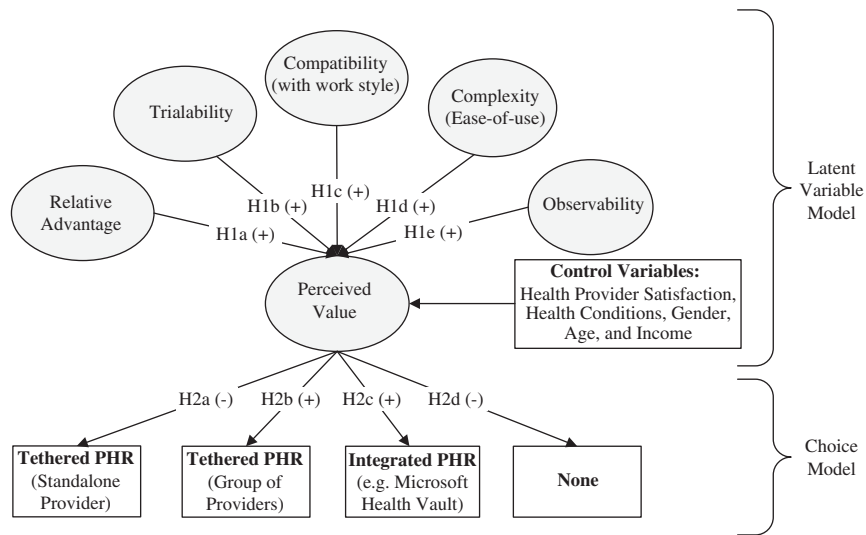 Compatibility
(with work style)
Trialability
Complexity
(Ease-of-use)
Relative
Advantage
Observability
H1a (+)
H1b (+)
H1c (+)
H1d (+)
H1e (+)
Latent
Variable
Model
Perceived
Value
Control Variables:
Health Provider Satisfaction,
Health Conditions, Gender,
Age, and Income
H2a (-)
H2b (+)
H2c (+)
H2d (-)
Tethered PHR
(Standalone
Provider)
Tethered PHR
(Group of
Providers)
Integrated PHR
(e.g. Microsoft
Health Vault)
None
Choice
Model